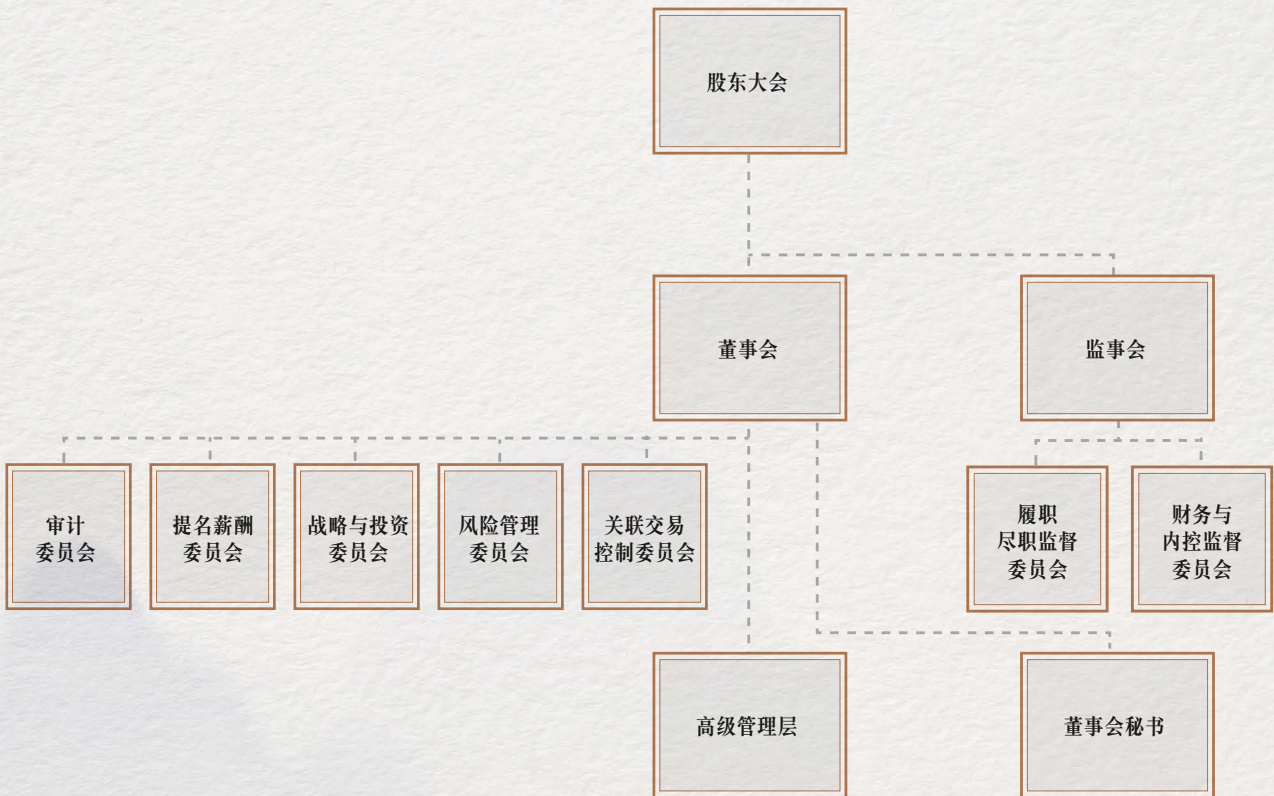 股东大会
董事会
监事会
审计
委员会
提名薪酬
委员会
战略与投资
委员会
风险管理
委员会
关联交易
控制委员会
履职
尽职监督
委员会
财务与
内控监督
委员会
高级管理层
董事会秘书